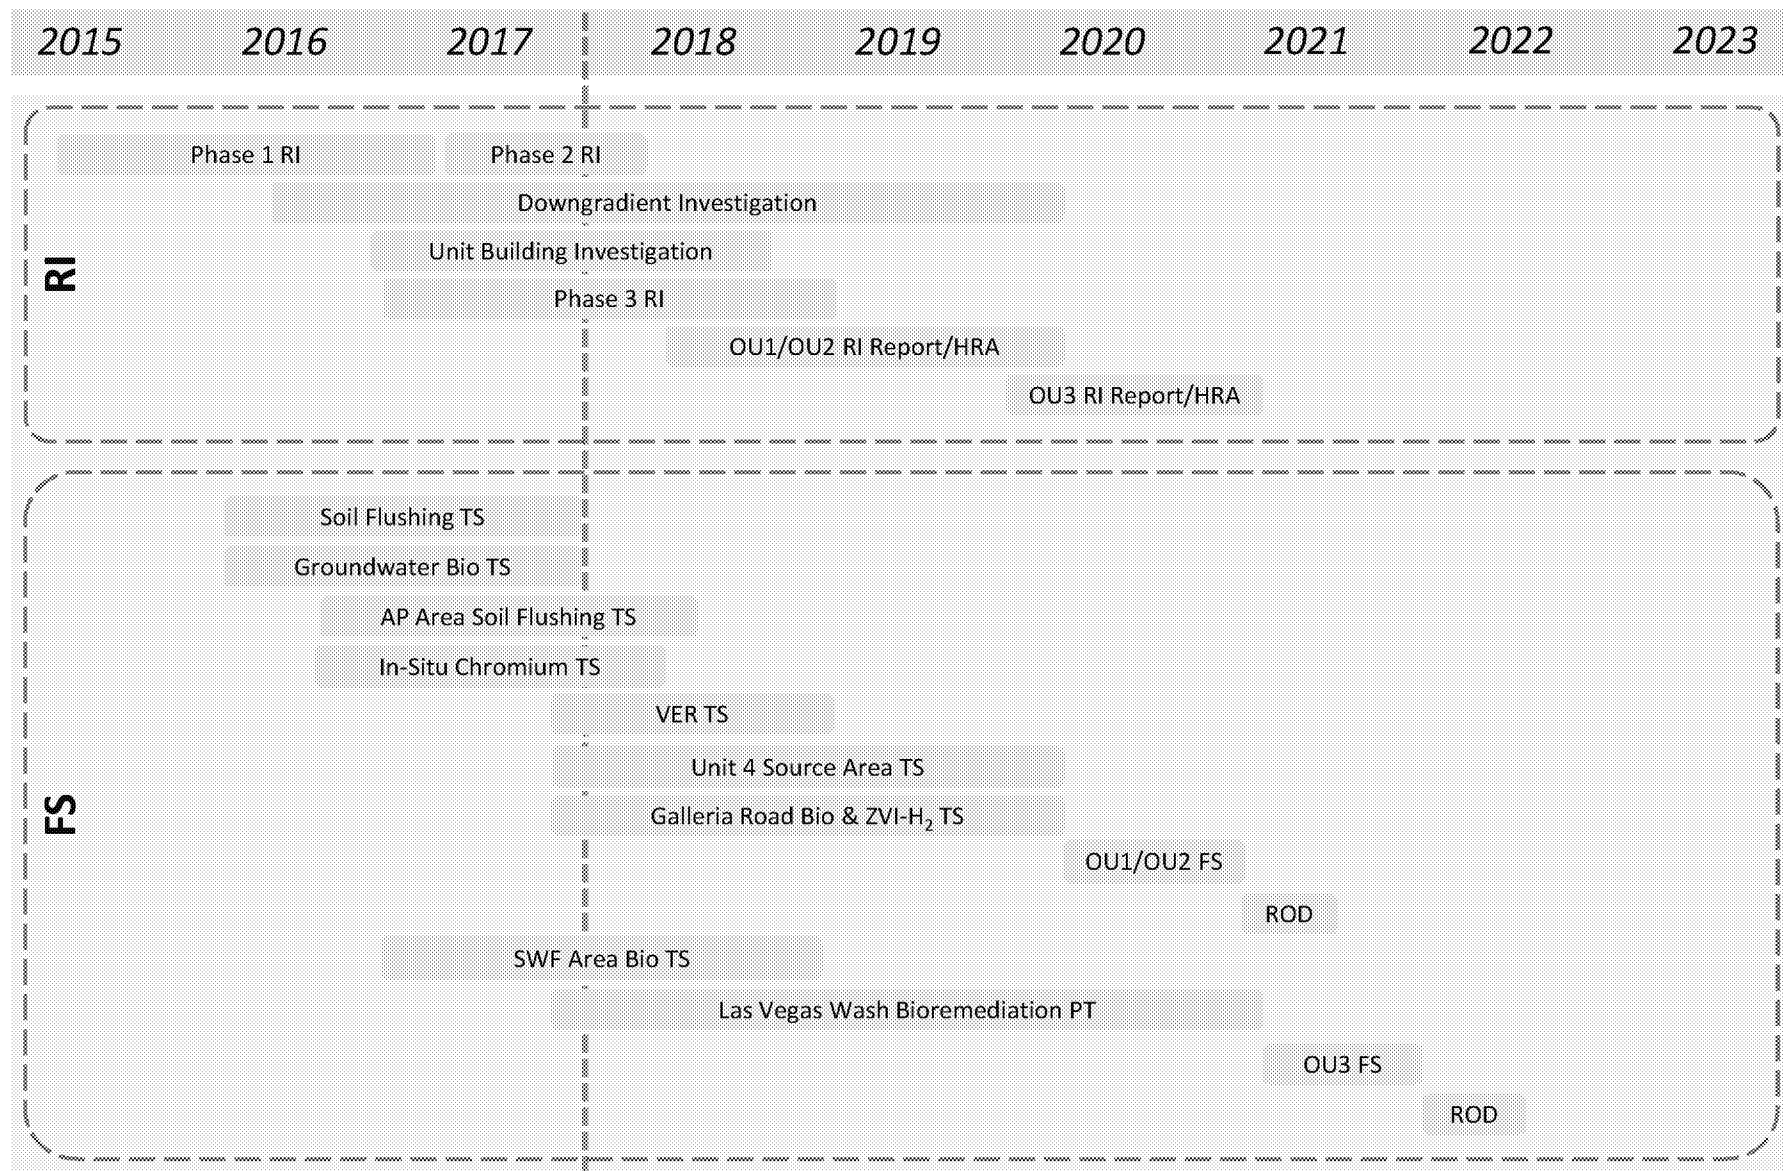 2015 2016 2017 2018 2019 2020 2021 2022 2023
RI
Phase 1 RI Phase 2 RI
Downgradient Investigation
Unit Building Investigation
Phase 3 RI
OU1/OU2 RI Report/HRA
OU3 RI Report/HRA
FS
Soil Flushing TS
Groundwater Bio TS
AP Area Soil Flushing TS
In-Situ Chromium TS
VER TS
Unit 4 Source Area TS
Galleria Road Bio & ZVI-H₂ TS
OU1/OU2 FS
ROD
SWF Area Bio TS
Las Vegas Wash Bioremediation PT
OU3 FS
ROD